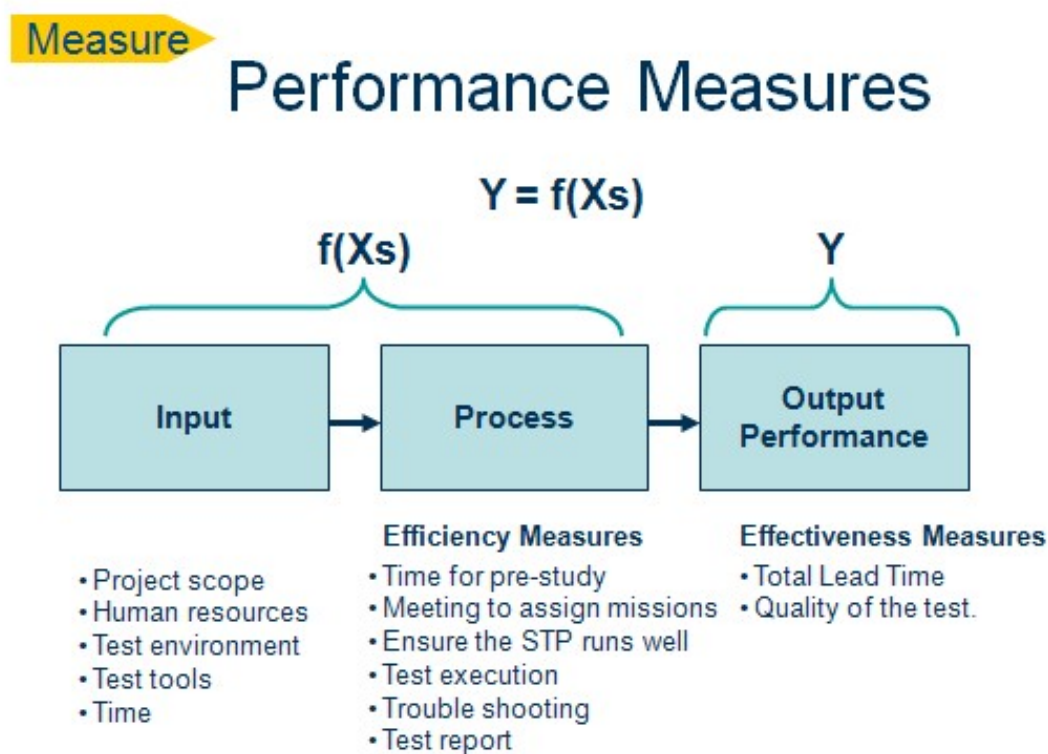 Measure
Performance Measures
Y = f(Xs)
f(Xs)
Y
Input
Process
Output
Performance
• Project scope
• Human resources
• Test environment
• Test tools
• Time
Efficiency Measures
• Time for pre-study
• Meeting to assign missions
• Ensure the STP runs well
• Test execution
• Trouble shooting
• Test report
Effectiveness Measures
• Total Lead Time
• Quality of the test.